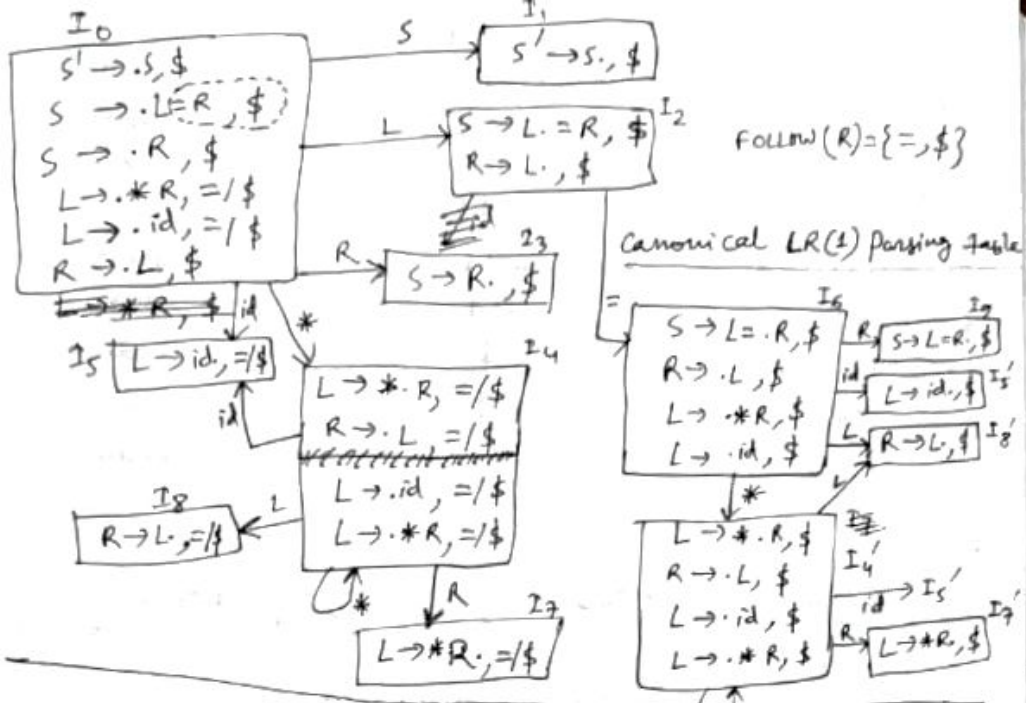 I0
S' → .S, $
S → .L=R , $
S → .R , $
L → .* R, =/$
L → .id, =/$
R → .L, $
S
I1
S' → S., $
L
I2
S → L. = R, $
R → L. , $
FOLLOW(R)={=,$}
R
I3
S → R. , $
Canonical LR(1) Parsing table
L → * R, $
id
*
I5
L → id., =/$
id
I4
L → *.R, =/$
R → .L , =/$
L → .id , =/$
L → .*R, =/$
*
L
I8
R → L. , =/$
R
I7
L → *R., =/$
=
I6
S → L= .R, $
R → .L , $
L → .*R, $
L → .id, $
R
I9
S → L=R., $
id
I5'
L → id., $
L
I8'
R → L., $
*
L
I4'
L → *.R, $
R → .L, $
L → .id, $
L → .*R, $
id
I5'
R
I7'
L → *R., $